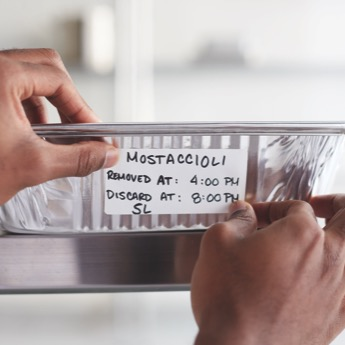 MOSTACCIOLI
REMOVED AT: 4:00 PM
DISCARD AT: 8:00 PM
SL